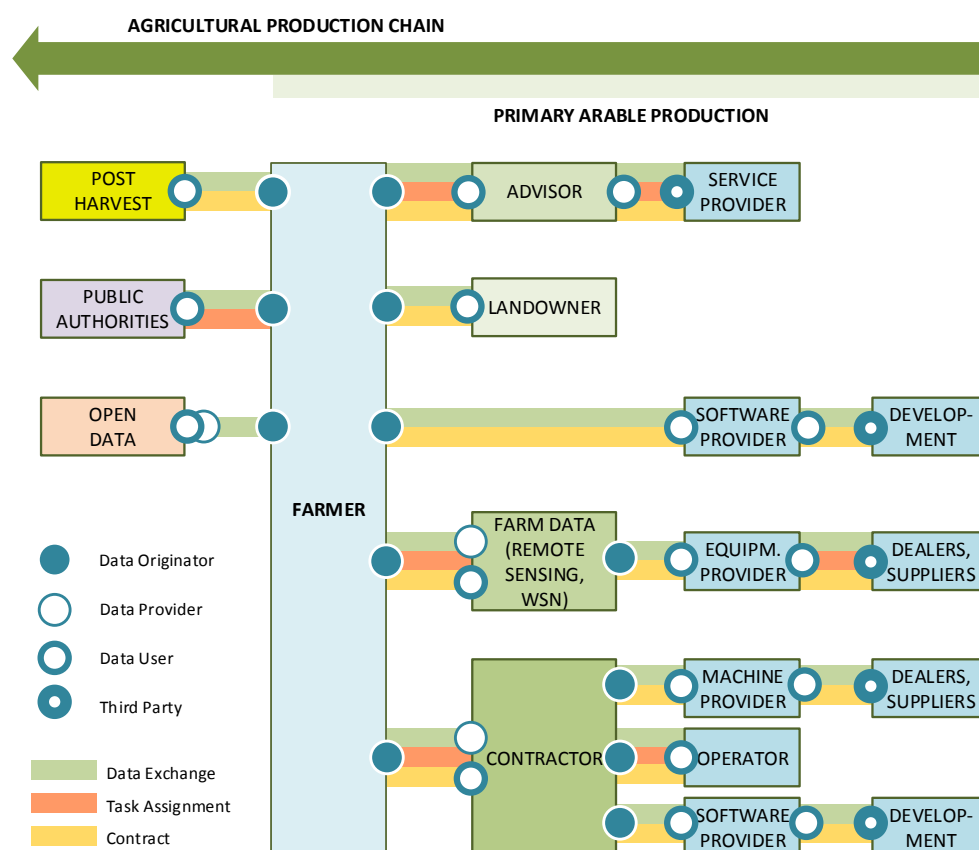 AGRICULTURAL PRODUCTION CHAIN
PRIMARY ARABLE PRODUCTION
POST
HARVEST
ADVISOR
SERVICE
PROVIDER
PUBLIC
AUTHORITIES
LANDOWNER
OPEN
DATA
SOFTWARE
PROVIDER
DEVELOP-
MENT
FARMER
FARM DATA
(REMOTE
SENSING,
WSN)
EQUIPM.
PROVIDER
DEALERS,
SUPPLIERS
Data Originator
Data Provider
Data User
Third Party
CONTRACTOR
MACHINE
PROVIDER
DEALERS,
SUPPLIERS
OPERATOR
SOFTWARE
PROVIDER
DEVELOP-
MENT
Data Exchange
Task Assignment
Contract